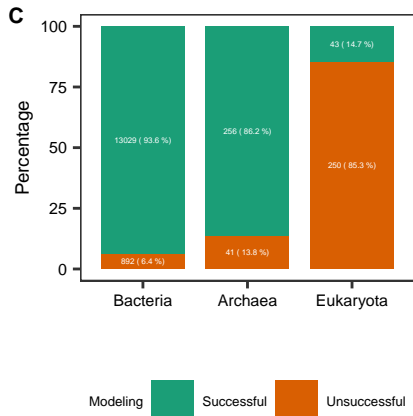 C
100
75
50
25
0
Percentage
13029 ( 93.6 %)
892 ( 6.4 %)
256 ( 86.2 %)
41 ( 13.8 %)
43 ( 14.7 %)
250 ( 85.3 %)
Bacteria Archaea Eukaryota
Modeling Successful Unsuccessful